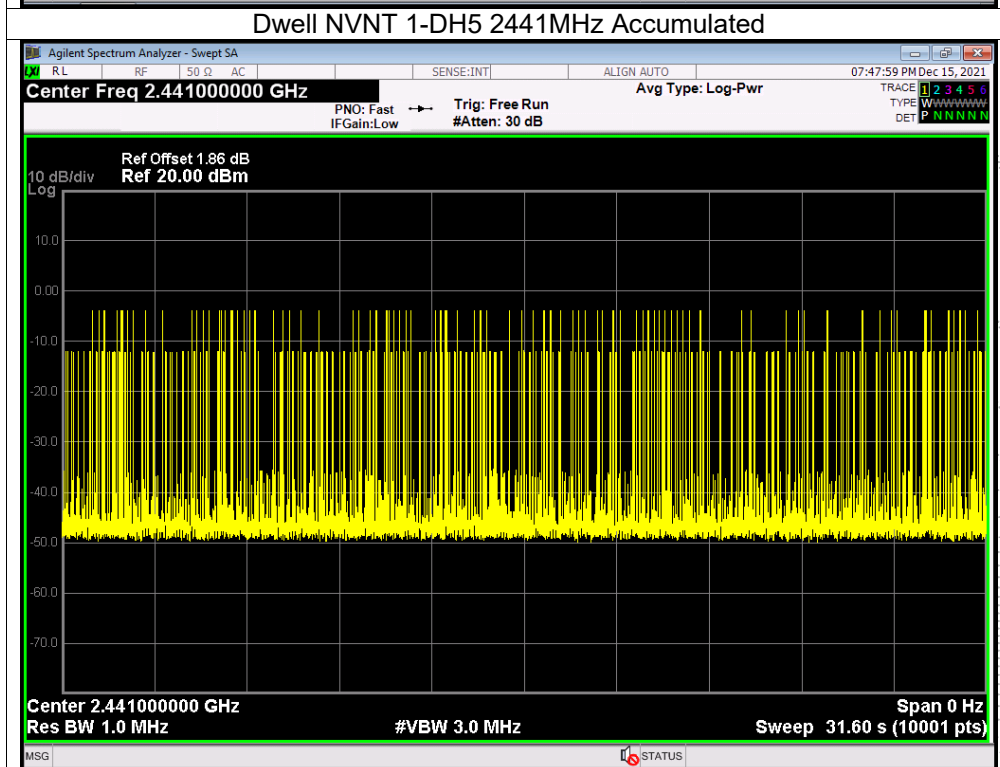 Dwell NVNT 1-DH5 2441MHz Accumulated
Agilent Spectrum Analyzer - Swept SA
LXI RL RF 50 Ω AC SENSE:INT ALIGN AUTO 07:47:59 PM Dec 15, 2021
Center Freq 2.441000000 GHz
PNO: Fast
IFGain:Low
Trig: Free Run
#Atten: 30 dB
Avg Type: Log-Pwr
TRACE 1 2 3 4 5 6
TYPE WWWWWW
DET P N N N N N
Ref Offset 1.86 dB
10 dB/div Ref 20.00 dBm
Log
10.0
0.00
-10.0
-20.0
-30.0
-40.0
-50.0
-60.0
-70.0
Center 2.441000000 GHz Span 0 Hz
Res BW 1.0 MHz #VBW 3.0 MHz Sweep 31.60 s (10001 pts)
MSG STATUS